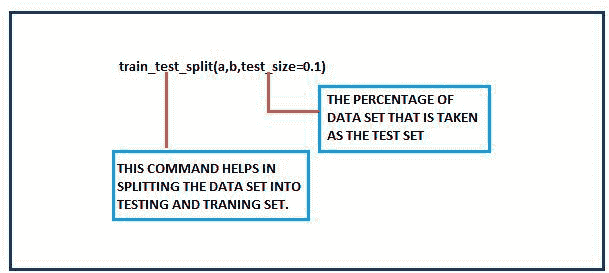 train_test_split(a,b,test_size=0.1)
THE PERCENTAGE OF
DATA SET THAT IS TAKEN
AS THE TEST SET
THIS COMMAND HELPS IN
SPLITTING THE DATA SET INTO
TESTING AND TRANING SET.